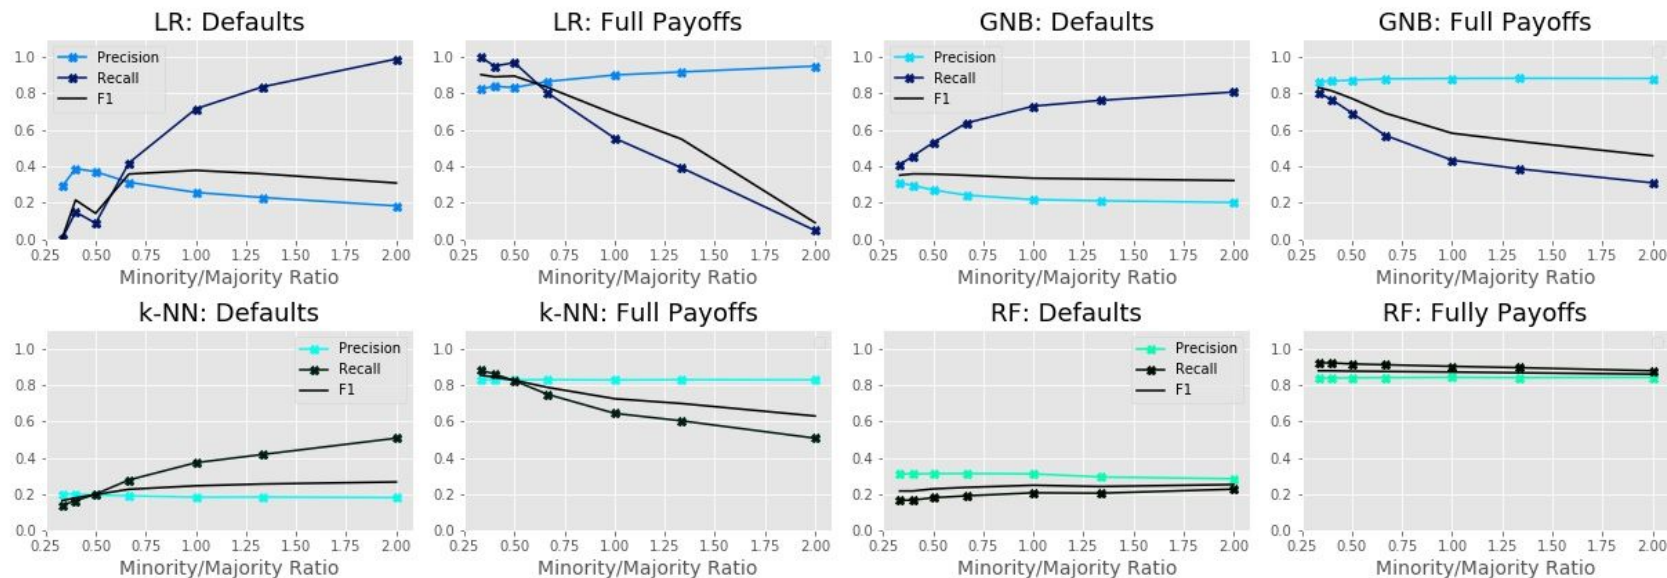 LR: Defaults
LR: Full Payoffs
GNB: Defaults
GNB: Full Payoffs
1.0
0.8
0.6
0.4
0.2
0.0
Precision
Recall
F1
0.25 0.50 0.75 1.00 1.25 1.50 1.75 2.00
Minority/Majority Ratio
1.0
0.8
0.6
0.4
0.2
0.0
0.25 0.50 0.75 1.00 1.25 1.50 1.75 2.00
Minority/Majority Ratio
1.0
0.8
0.6
0.4
0.2
0.0
Precision
Recall
F1
0.25 0.50 0.75 1.00 1.25 1.50 1.75 2.00
Minority/Majority Ratio
1.0
0.8
0.6
0.4
0.2
0.0
0.25 0.50 0.75 1.00 1.25 1.50 1.75 2.00
Minority/Majority Ratio
k-NN: Defaults
k-NN: Full Payoffs
RF: Defaults
RF: Fully Payoffs
1.0
0.8
0.6
0.4
0.2
0.0
Precision
Recall
F1
0.25 0.50 0.75 1.00 1.25 1.50 1.75 2.00
Minority/Majority Ratio
1.0
0.8
0.6
0.4
0.2
0.0
0.25 0.50 0.75 1.00 1.25 1.50 1.75 2.00
Minority/Majority Ratio
1.0
0.8
0.6
0.4
0.2
0.0
Precision
Recall
F1
0.25 0.50 0.75 1.00 1.25 1.50 1.75 2.00
Minority/Majority Ratio
1.0
0.8
0.6
0.4
0.2
0.0
0.25 0.50 0.75 1.00 1.25 1.50 1.75 2.00
Minority/Majority Ratio